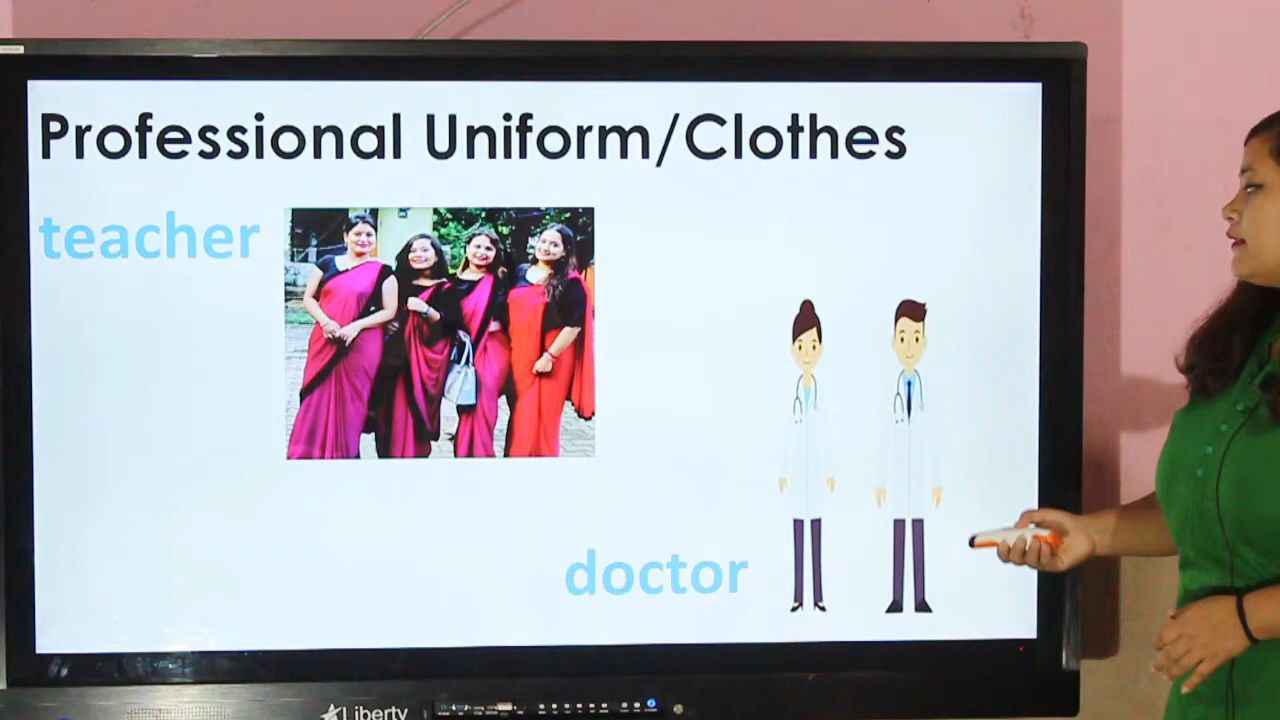 Professional Uniform/Clothes
teacher
doctor
Liberty